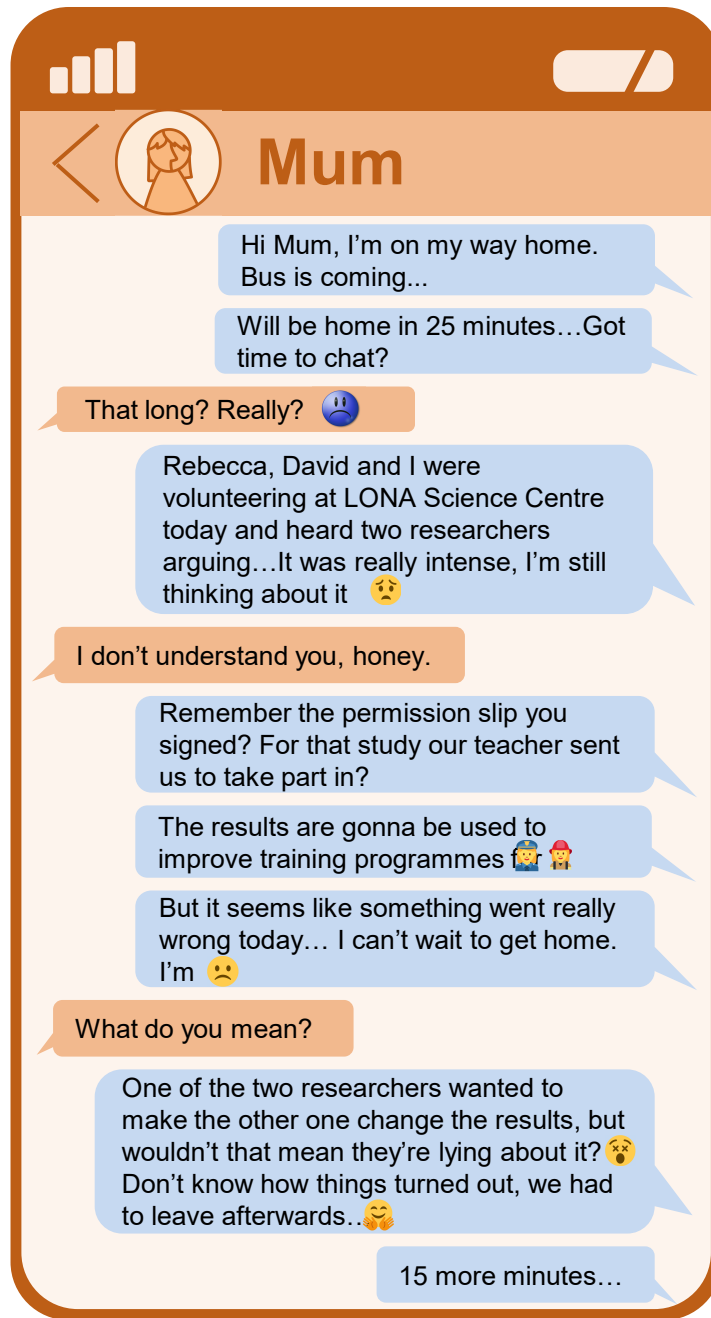 Mum
Hi Mum, I'm on my way home.
Bus is coming...
Will be home in 25 minutes…Got
time to chat?
That long? Really?
Rebecca, David and I were
volunteering at LONA Science Centre
today and heard two researchers
arguing…It was really intense, I'm still
thinking about it
I don't understand you, honey.
Remember the permission slip you
signed? For that study our teacher sent
us to take part in?
The results are gonna be used to
improve training programmes for
But it seems like something went really
wrong today… I can't wait to get home.
I'm
What do you mean?
One of the two researchers wanted to
make the other one change the results, but
wouldn't that mean they're lying about it?
Don't know how things turned out, we had
to leave afterwards…
15 more minutes…